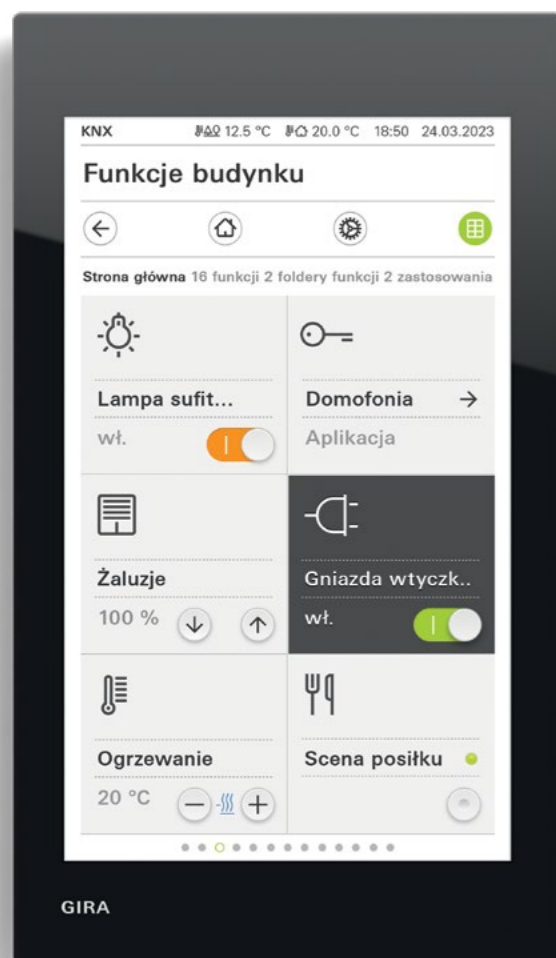 KNX 12.5 °C 20.0 °C 18:50 24.03.2023
Funkcje budynku
Strona główna 16 funkcji 2 foldery funkcji 2 zastosowania
Lampa sufit...
wł.
Domofonia →
Aplikacja
Żaluzje
100 %
Gniazda wtyczk..
wł.
Ogrzewanie
20 °C
Scena posiłku
GIRA